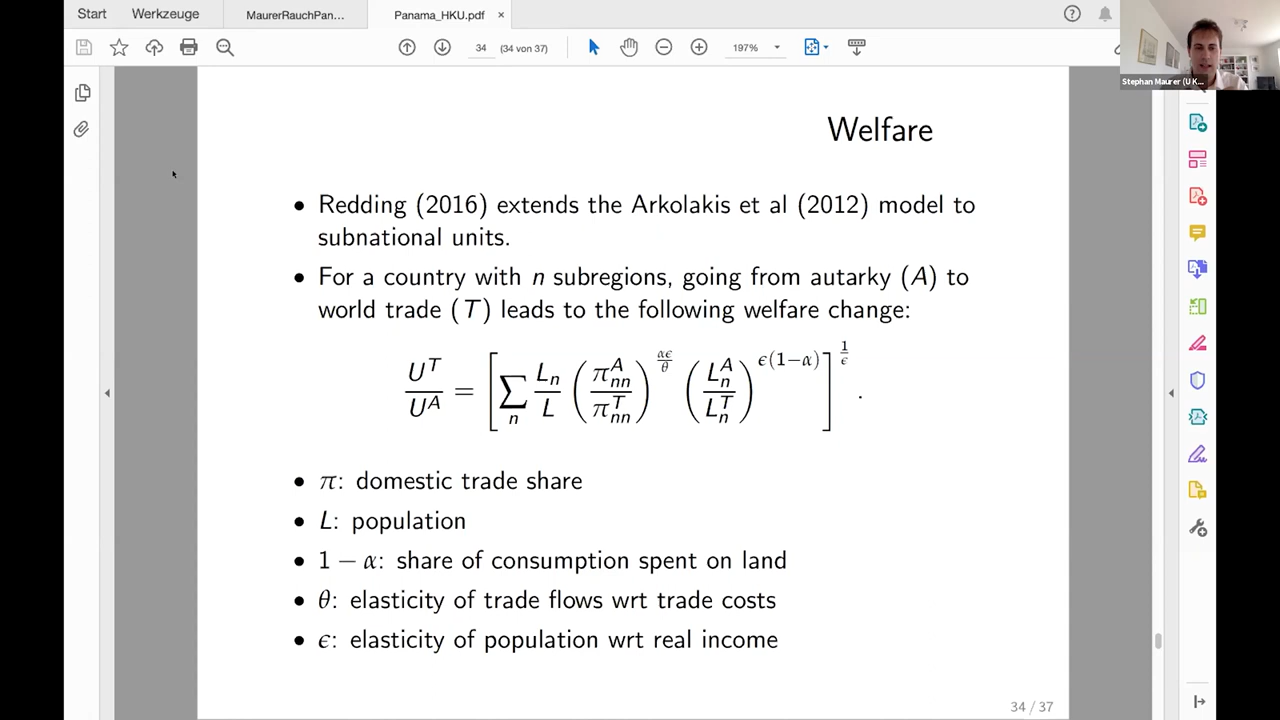 Start Werkzeuge MaurerRauchPan... Panama_HKU.pdf ×
34 (34 von 37) 197%
Stephan Maurer (U K...
Welfare
• Redding (2016) extends the Arkolakis et al (2012) model to
subnational units.
• For a country with n subregions, going from autarky (A) to
world trade (T) leads to the following welfare change:
U^T/U^A = [∑_n L_n/L (π_nn^A/π_nn^T)^{αϵ/θ} (L_n^A/L_n^T)^{ϵ(1−α)}]^{1/ϵ}.
• π: domestic trade share
• L: population
• 1 − α: share of consumption spent on land
• θ: elasticity of trade flows wrt trade costs
• ϵ: elasticity of population wrt real income
34 / 37